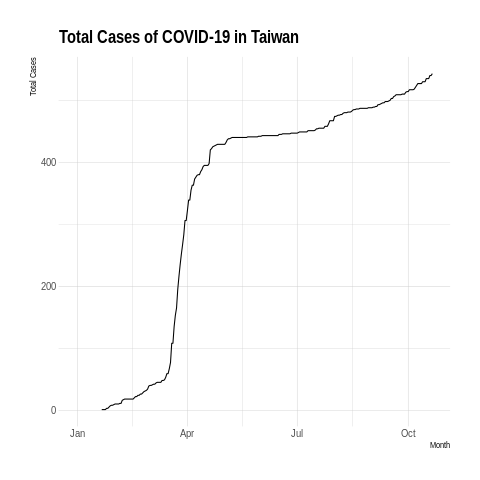 Total Cases of COVID-19 in Taiwan
Total Cases
400
200
0
Jan Apr Jul Oct
Month